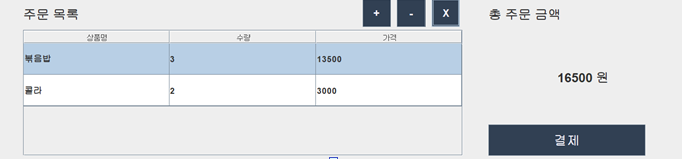 주문 목록 + - X 총 주문 금액
상품명 수량 가격
볶음밥 3 13500
콜라 2 3000
16500 원
결제